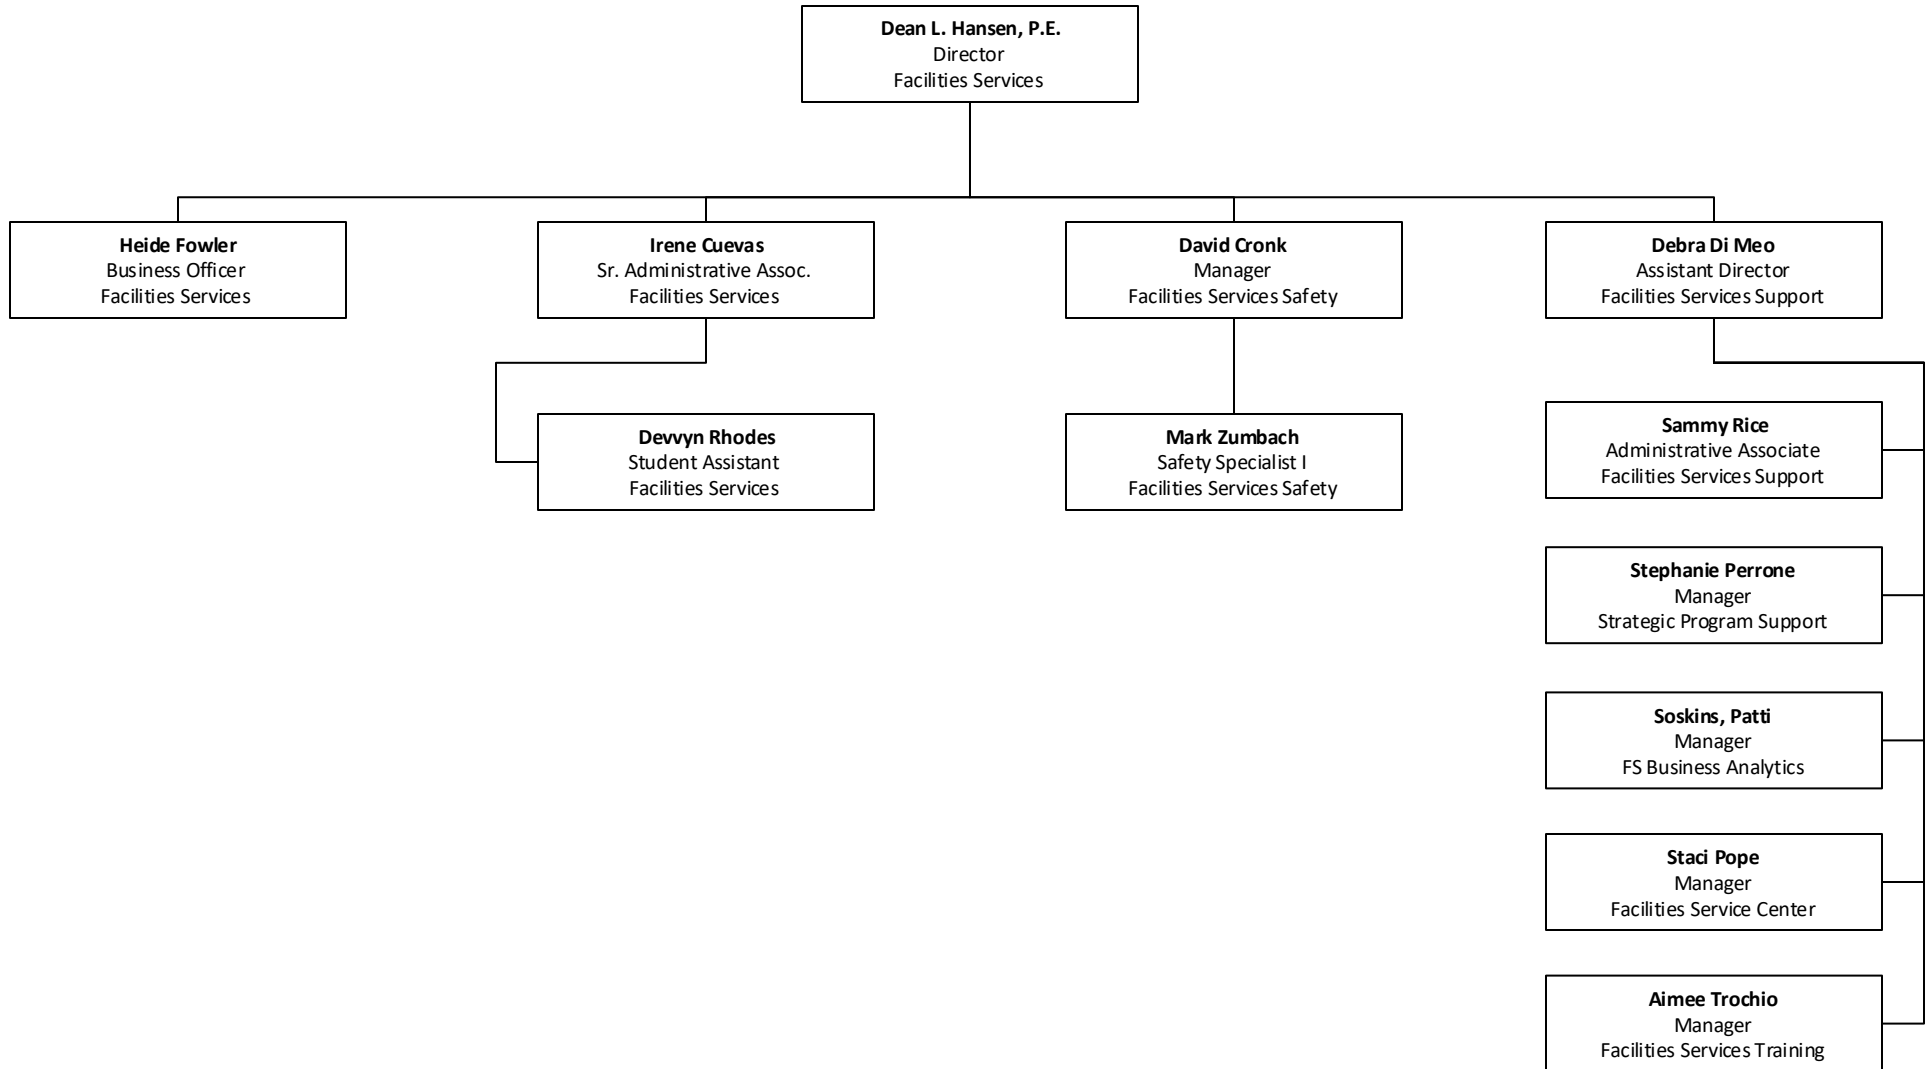 Dean L. Hansen, P.E.
Director
Facilities Services
Heide Fowler
Business Officer
Facilities Services
Irene Cuevas
Sr. Administrative Assoc.
Facilities Services
David Cronk
Manager
Facilities Services Safety
Debra Di Meo
Assistant Director
Facilities Services Support
Devvyn Rhodes
Student Assistant
Facilities Services
Mark Zumbach
Safety Specialist I
Facilities Services Safety
Sammy Rice
Administrative Associate
Facilities Services Support
Stephanie Perrone
Manager
Strategic Program Support
Soskins, Patti
Manager
FS Business Analytics
Staci Pope
Manager
Facilities Service Center
Aimee Trochio
Manager
Facilities Services Training